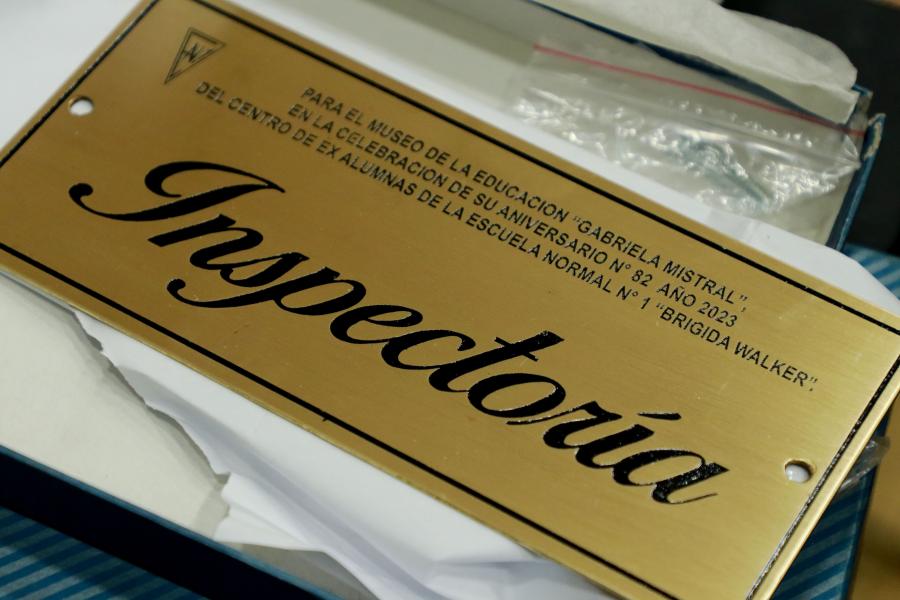 PARA EL MUSEO DE LA EDUCACION "GABRIELA MISTRAL",
EN LA CELEBRACION DE SU ANIVERSARIO N° 82 AÑO 2023
DEL CENTRO DE EX ALUMNAS DE LA ESCUELA NORMAL N° 1 "BRIGIDA WALKER".
Inspectoría